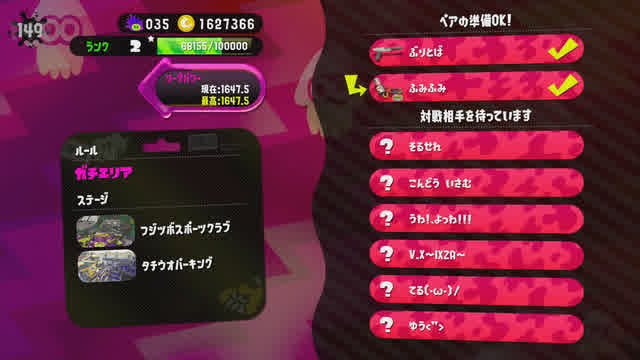 149
035
1627366
ランク 2 68155/100000
リーグパワー
現在:1647.5
最高:1647.5
ルール
ガチエリア
ステージ
フジツボスポーツクラブ
タチウオパーキング
ペアの準備OK!
ぷりとば
ふみふみ
対戦相手を待っています
? そるせれ
? こんどう いさむ
? うわ!,よっわ!!!
? V.X～IXZR～
? てる(･ω･)/
? ゆうく">